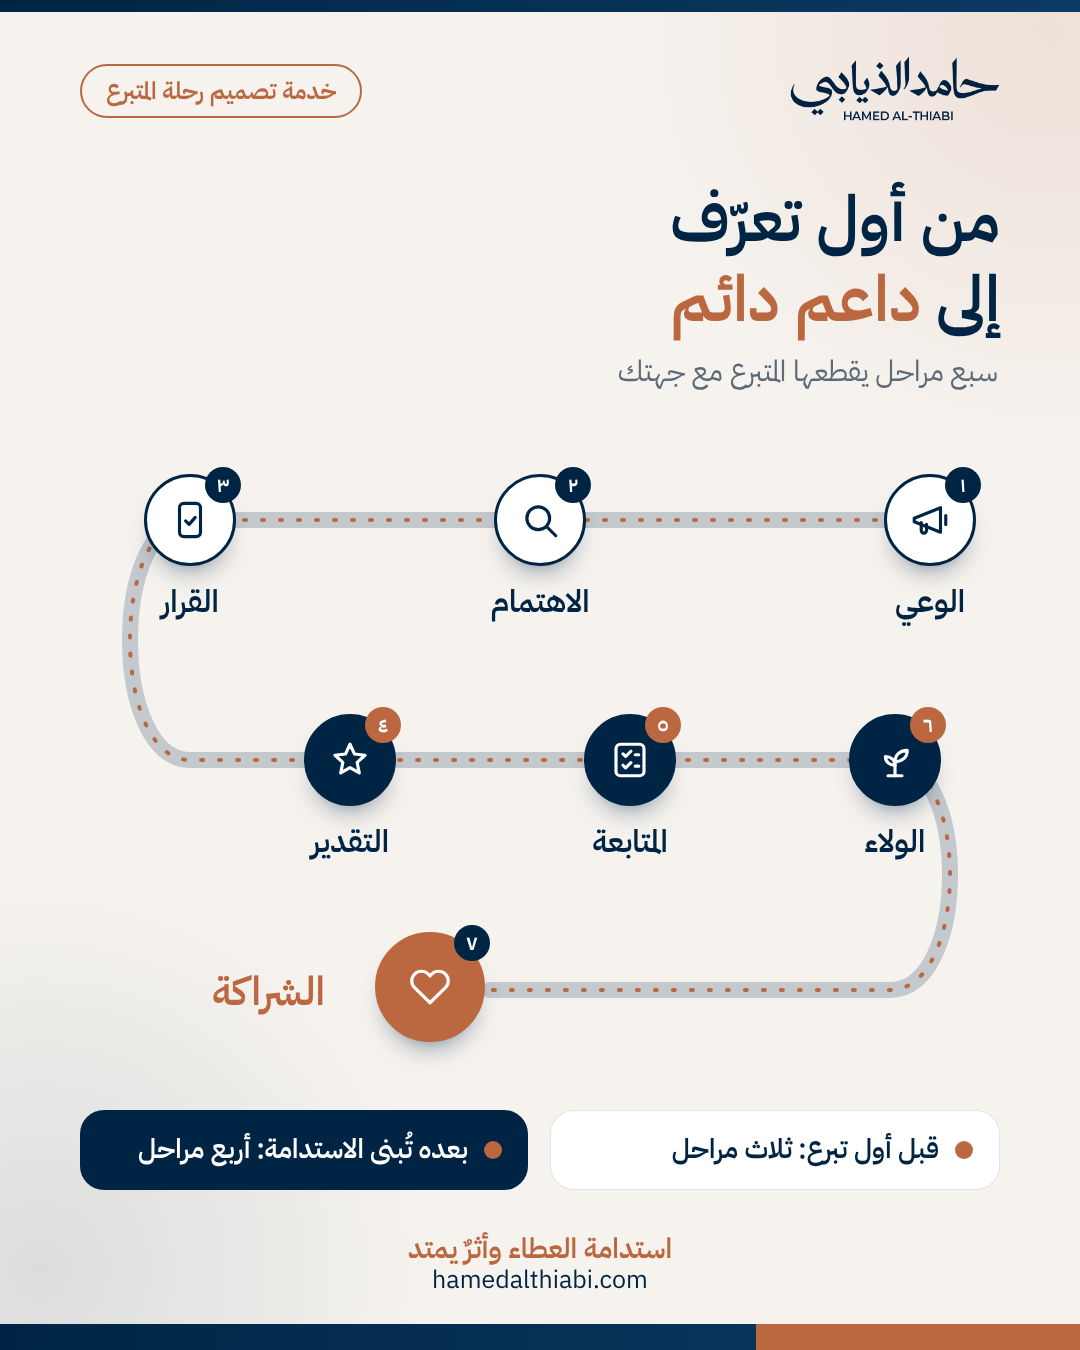 حامد الذيابي
HAMED AL-THIABI
خدمة تصميم رحلة المتبرع
من أول تعرّف
إلى داعم دائم
سبع مراحل يقطعها المتبرع مع جهتك
١
الوعي
٢
الاهتمام
٣
القرار
٤
التقدير
٥
المتابعة
٦
الولاء
٧
الشراكة
قبل أول تبرع: ثلاث مراحل
بعده تُبنى الاستدامة: أربع مراحل
استدامة العطاء وأثرٌ يمتد
hamedalthiabi.com